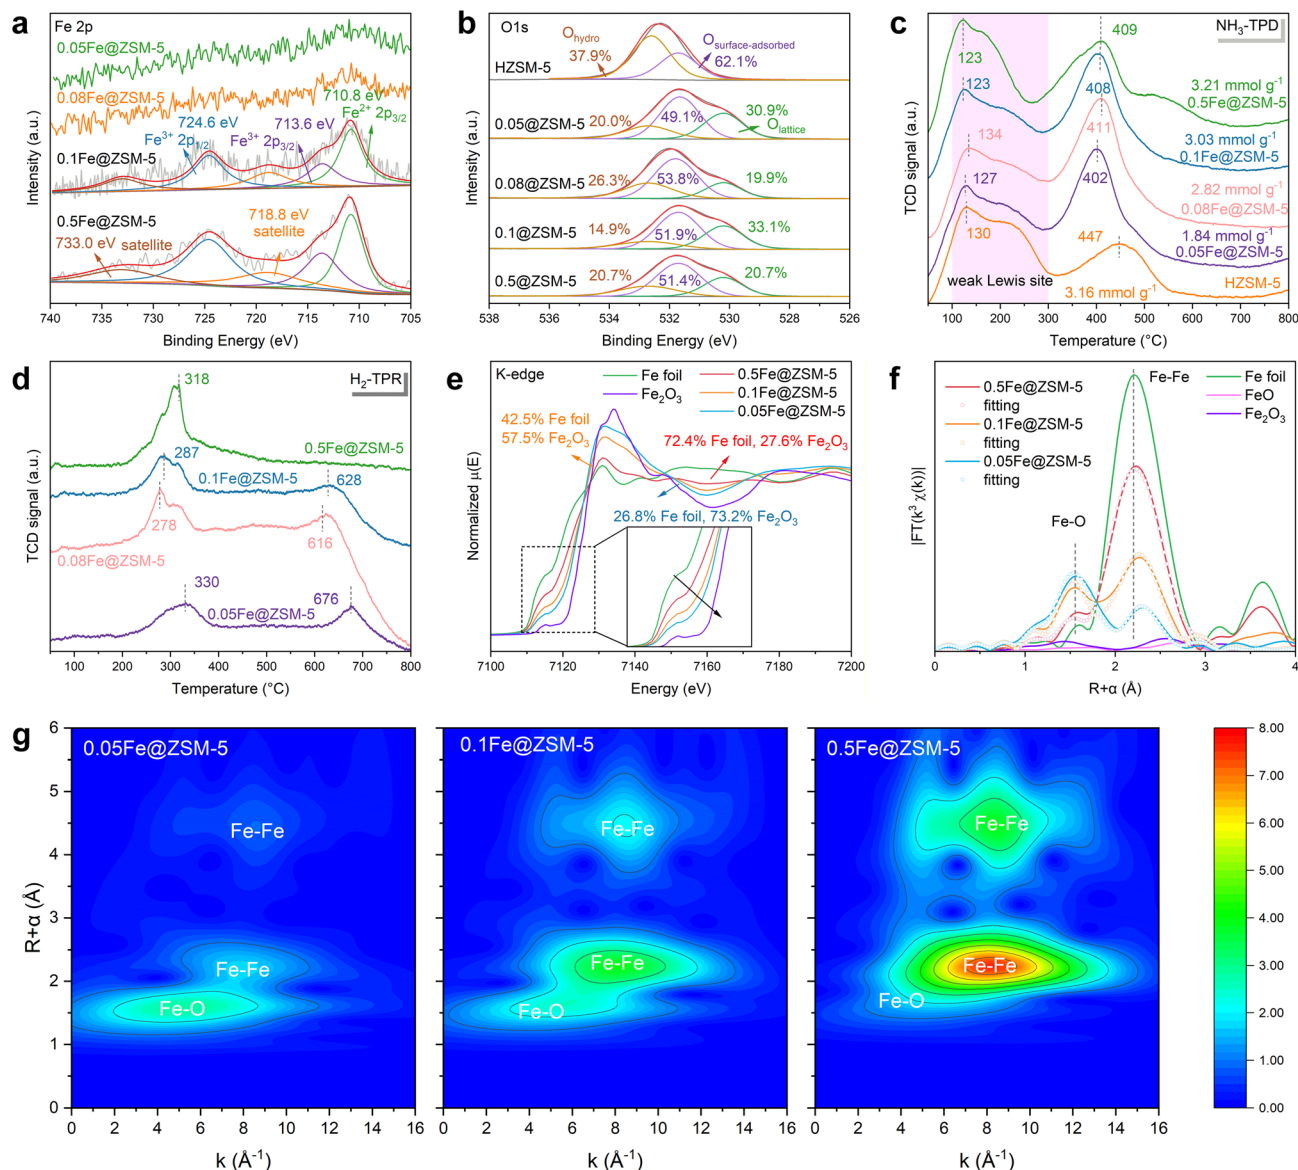 a
Fe 2p
0.05Fe@ZSM-5
0.08Fe@ZSM-5
710.8 eV
Fe²⁺ 2p₃/₂
724.6 eV
713.6 eV
Fe³⁺ 2p₁/₂
Fe³⁺ 2p₃/₂
0.1Fe@ZSM-5
0.5Fe@ZSM-5
718.8 eV
satellite
733.0 eV
satellite
Intensity (a.u.)
740 735 730 725 720 715 710 705
Binding Energy (eV)
b
O1s
O hydro
37.9%
O surface-adsorbed
62.1%
HZSM-5
30.9%
49.1%
20.0%
O lattice
0.05@ZSM-5
26.3%
53.8%
19.9%
0.08@ZSM-5
14.9%
51.9%
33.1%
0.1@ZSM-5
20.7%
51.4%
20.7%
0.5@ZSM-5
Intensity (a.u.)
538 536 534 532 530 528 526
Binding Energy (eV)
c
NH₃-TPD
409
123
3.21 mmol g⁻¹
0.5Fe@ZSM-5
123
408
3.03 mmol g⁻¹
0.1Fe@ZSM-5
134
411
2.82 mmol g⁻¹
0.08Fe@ZSM-5
127
402
1.84 mmol g⁻¹
0.05Fe@ZSM-5
130
447
weak Lewis site
3.16 mmol g⁻¹
HZSM-5
TCD signal (a.u.)
100 200 300 400 500 600 700 800
Temperature (°C)
d
H₂-TPR
318
0.5Fe@ZSM-5
287
0.1Fe@ZSM-5
628
278
616
0.08Fe@ZSM-5
330
676
0.05Fe@ZSM-5
TCD signal (a.u.)
100 200 300 400 500 600 700 800
Temperature (°C)
e
K-edge
Fe foil
Fe₂O₃
0.5Fe@ZSM-5
0.1Fe@ZSM-5
0.05Fe@ZSM-5
42.5% Fe foil
57.5% Fe₂O₃
72.4% Fe foil, 27.6% Fe₂O₃
26.8% Fe foil, 73.2% Fe₂O₃
Normalized μ(E)
7100 7120 7140 7160 7180 7200
Energy (eV)
f
0.5Fe@ZSM-5
fitting
0.1Fe@ZSM-5
fitting
0.05Fe@ZSM-5
fitting
Fe-Fe
Fe foil
FeO
Fe₂O₃
Fe-O
|FT(k³ χ(k))|
0 1 2 3 4
R+α (Å)
g
0.05Fe@ZSM-5
Fe-Fe
Fe-Fe
Fe-O
R+α (Å)
6
5
4
3
2
1
0
0 2 4 6 8 10 12 14 16
k (Å⁻¹)
0.1Fe@ZSM-5
Fe-Fe
Fe-Fe
Fe-O
0 2 4 6 8 10 12 14 16
k (Å⁻¹)
0.5Fe@ZSM-5
Fe-Fe
Fe-Fe
Fe-O
0 2 4 6 8 10 12 14 16
k (Å⁻¹)
8.00
7.00
6.00
5.00
4.00
3.00
2.00
1.00
0.00